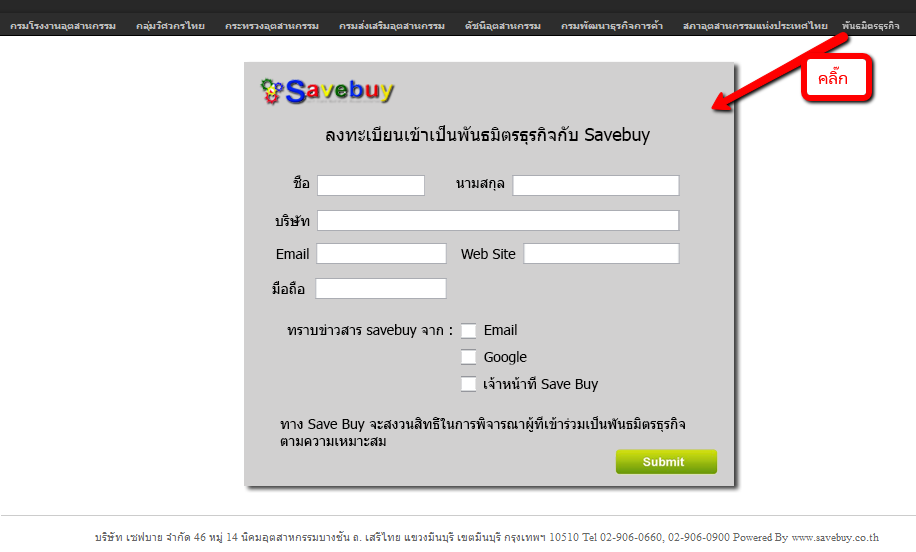 กรมโรงงานอุตสาหกรรม กลุ่มวิศวกรไทย กระทรวงอุตสาหกรรม กรมส่งเสริมอุตสาหกรรม ดัชนีอุตสาหกรรม กรมพัฒนาธุรกิจการค้า สภาอุตสาหกรรมแห่งประเทศไทย พันธมิตรธุรกิจ
คลิ๊ก
Savebuy
ลงทะเบียนเข้าเป็นพันธมิตรธุรกิจกับ Savebuy
ชื่อ นามสกุล
บริษัท
Email Web Site
มือถือ
ทราบข่าวสาร savebuy จาก : Email
Google
เจ้าหน้าที่ Save Buy
ทาง Save Buy จะสงวนสิทธิ์ในการพิจารณาผู้ที่เข้าร่วมเป็นพันธมิตรธุรกิจ
ตามความเหมาะสม
Submit
บริษัท เซฟบาย จำกัด 46 หมู่ 14 นิคมอุตสาหกรรมบางชัน ถ. เสรีไทย แขวงมีนบุรี เขตมีนบุรี กรุงเทพฯ 10510 Tel 02-906-0660, 02-906-0900 Powered By www.savebuy.co.th